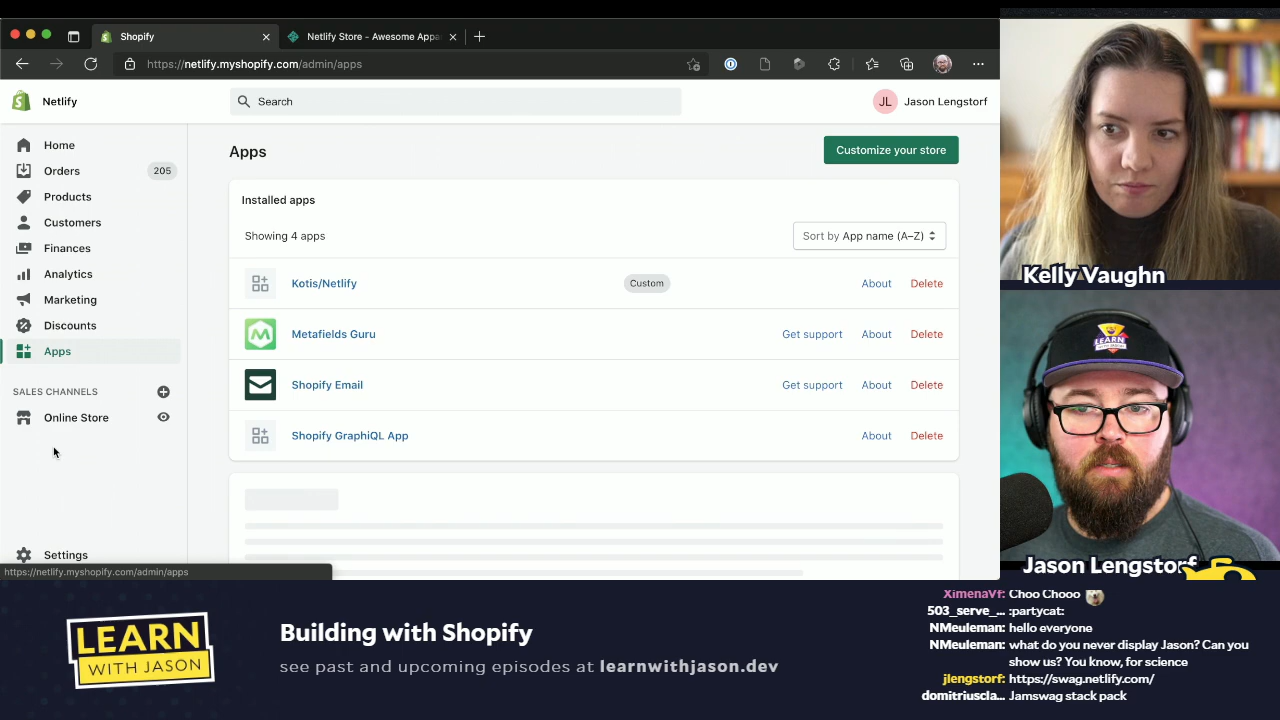 Shopify
Netlify Store - Awesome Appa
https://netlify.myshopify.com/admin/apps
Netlify
Search
JL
Jason Lengstorf
Home
Orders
205
Products
Customers
Finances
Analytics
Marketing
Discounts
Apps
SALES CHANNELS
Online Store
Settings
https://netlify.myshopify.com/admin/apps
Apps
Customize your store
Installed apps
Showing 4 apps
Sort by App name (A–Z)
Kotis/Netlify
Custom
About
Delete
Metafields Guru
Get support
About
Delete
Shopify Email
Get support
About
Delete
Shopify GraphiQL App
About
Delete
Kelly Vaughn
LEARN
WITH JASON
Jason Lengstorf
LEARN
WITH JASON
Building with Shopify
see past and upcoming episodes at learnwithjason.dev
XimenaVf: Choo Chooo
503_serve_... :partycat:
NMeuleman: hello everyone
NMeuleman: what do you never display Jason? Can you
show us? You know, for science
jlengstorf: https://swag.netlify.com/
domitriuscla... Jamswag stack pack